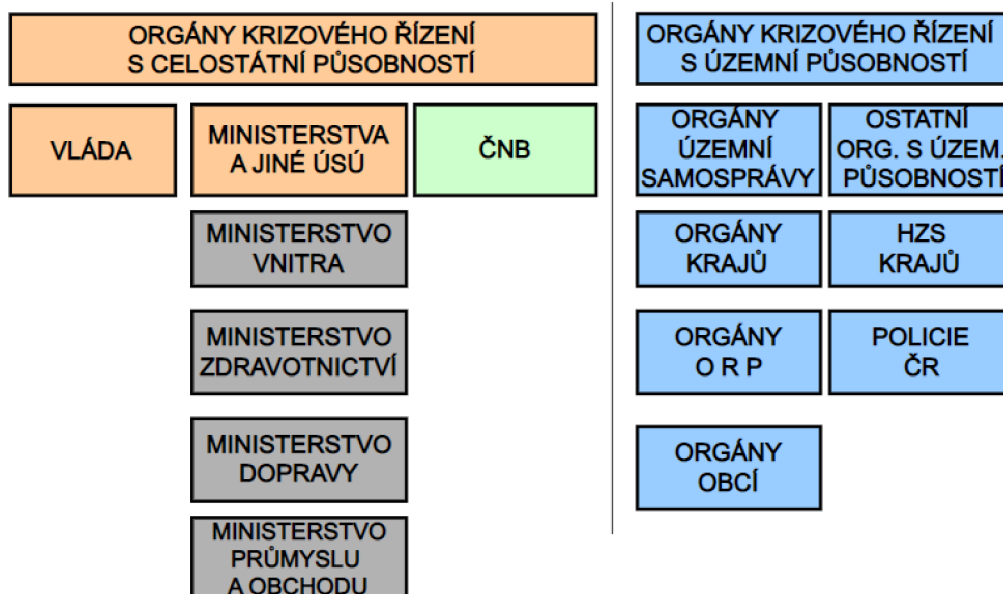 ORGÁNY KRIZOVÉHO ŘÍZENÍ
S CELOSTÁTNÍ PŮSOBNOSTÍ
VLÁDA
MINISTERSTVA
A JINÉ ÚSÚ
ČNB
MINISTERSTVO
VNITRA
MINISTERSTVO
ZDRAVOTNICTVÍ
MINISTERSTVO
DOPRAVY
MINISTERSTVO
PRŮMYSLU
A OBCHODU
ORGÁNY KRIZOVÉHO ŘÍZENÍ
S ÚZEMNÍ PŮSOBNOSTÍ
ORGÁNY
ÚZEMNÍ
SAMOSPRÁVY
OSTATNÍ
ORG. S ÚZEM.
PŮSOBNOSTÍ
ORGÁNY
KRAJŮ
HZS
KRAJŮ
ORGÁNY
O R P
POLICIE
ČR
ORGÁNY
OBCÍ